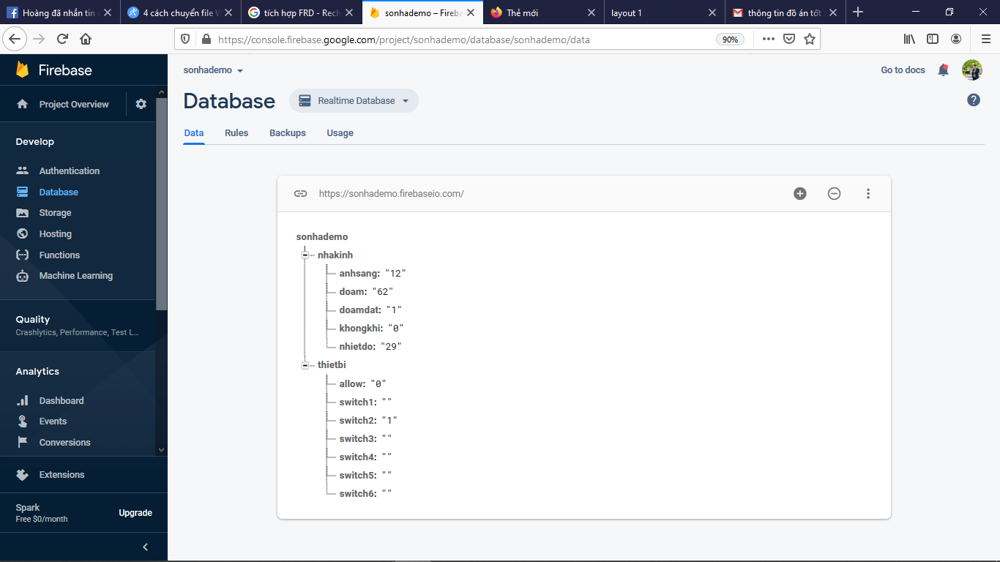 Hoàng đã nhắn tin c
4 cách chuyển file W
tích hợp FRD - Rech
sonhademo – Fireba
Thẻ mới
layout 1
thông tin đồ án tốt
https://console.firebase.google.com/project/sonhademo/database/sonhademo/data
90%
Firebase
Project Overview
Develop
Authentication
Database
Storage
Hosting
Functions
Machine Learning
Quality
Crashlytics, Performance, Test L...
Analytics
Dashboard
Events
Conversions
Extensions
Spark
Free $0/month
Upgrade
sonhademo
Go to docs
Database
Realtime Database
Data
Rules
Backups
Usage
https://sonhademo.firebaseio.com/
sonhademo
nhakinh
anhsang: "12"
doam: "62"
doamdat: "1"
khongkhi: "0"
nhietdo: "29"
thietbi
allow: "0"
switch1: ""
switch2: "1"
switch3: ""
switch4: ""
switch5: ""
switch6: ""